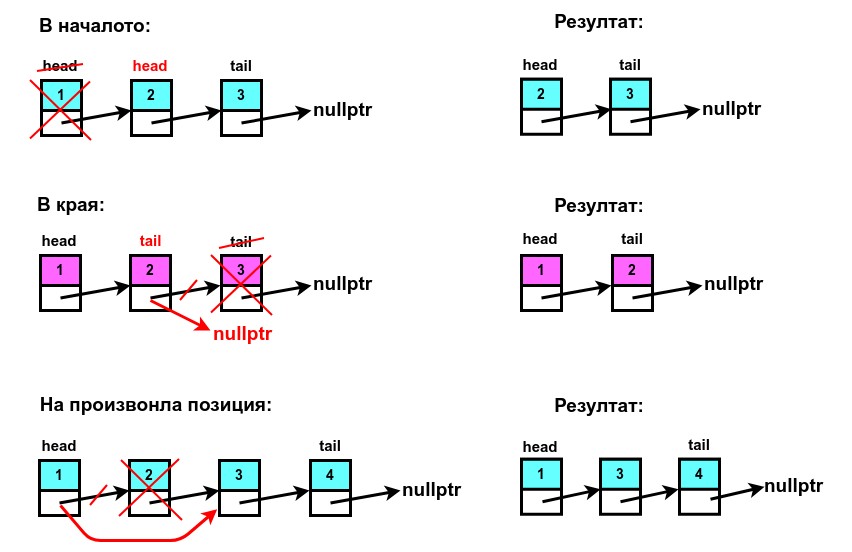 В началото:
Резултат:
head head tail
head tail
1 2 3 nullptr
2 3 nullptr
В края:
Резултат:
head tail tail
head tail
1 2 3 nullptr
nullptr
1 2 nullptr
На произвонла позиция:
Резултат:
head tail
head tail
1 2 3 4 nullptr
1 3 4 nullptr